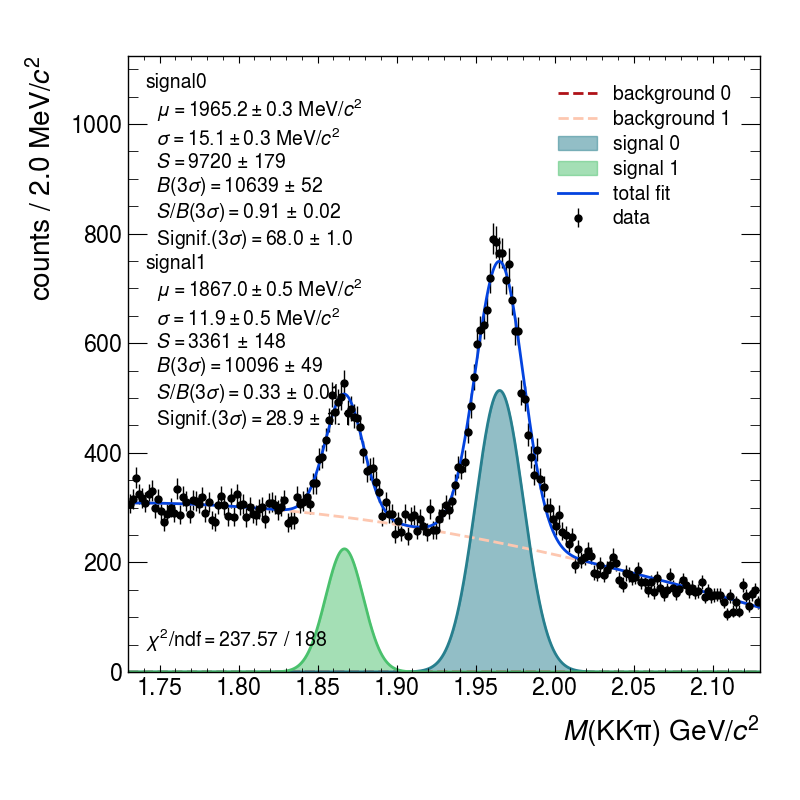 counts / 2.0 MeV/c²
1000
800
600
400
200
0
signal0
μ = 1965.2 ± 0.3 MeV/c²
σ = 15.1 ± 0.3 MeV/c²
S = 9720 ± 179
B(3σ) = 10639 ± 52
S/B(3σ) = 0.91 ± 0.02
Signif.(3σ) = 68.0 ± 1.0
signal1
μ = 1867.0 ± 0.5 MeV/c²
σ = 11.9 ± 0.5 MeV/c²
S = 3361 ± 148
B(3σ) = 10096 ± 49
S/B(3σ) = 0.33 ±
Signif.(3σ) = 28.9 ±
χ²/ndf = 237.57 / 188
background 0
background 1
signal 0
signal 1
total fit
data
1.75 1.80 1.85 1.90 1.95 2.00 2.05 2.10
M(KKπ) GeV/c²